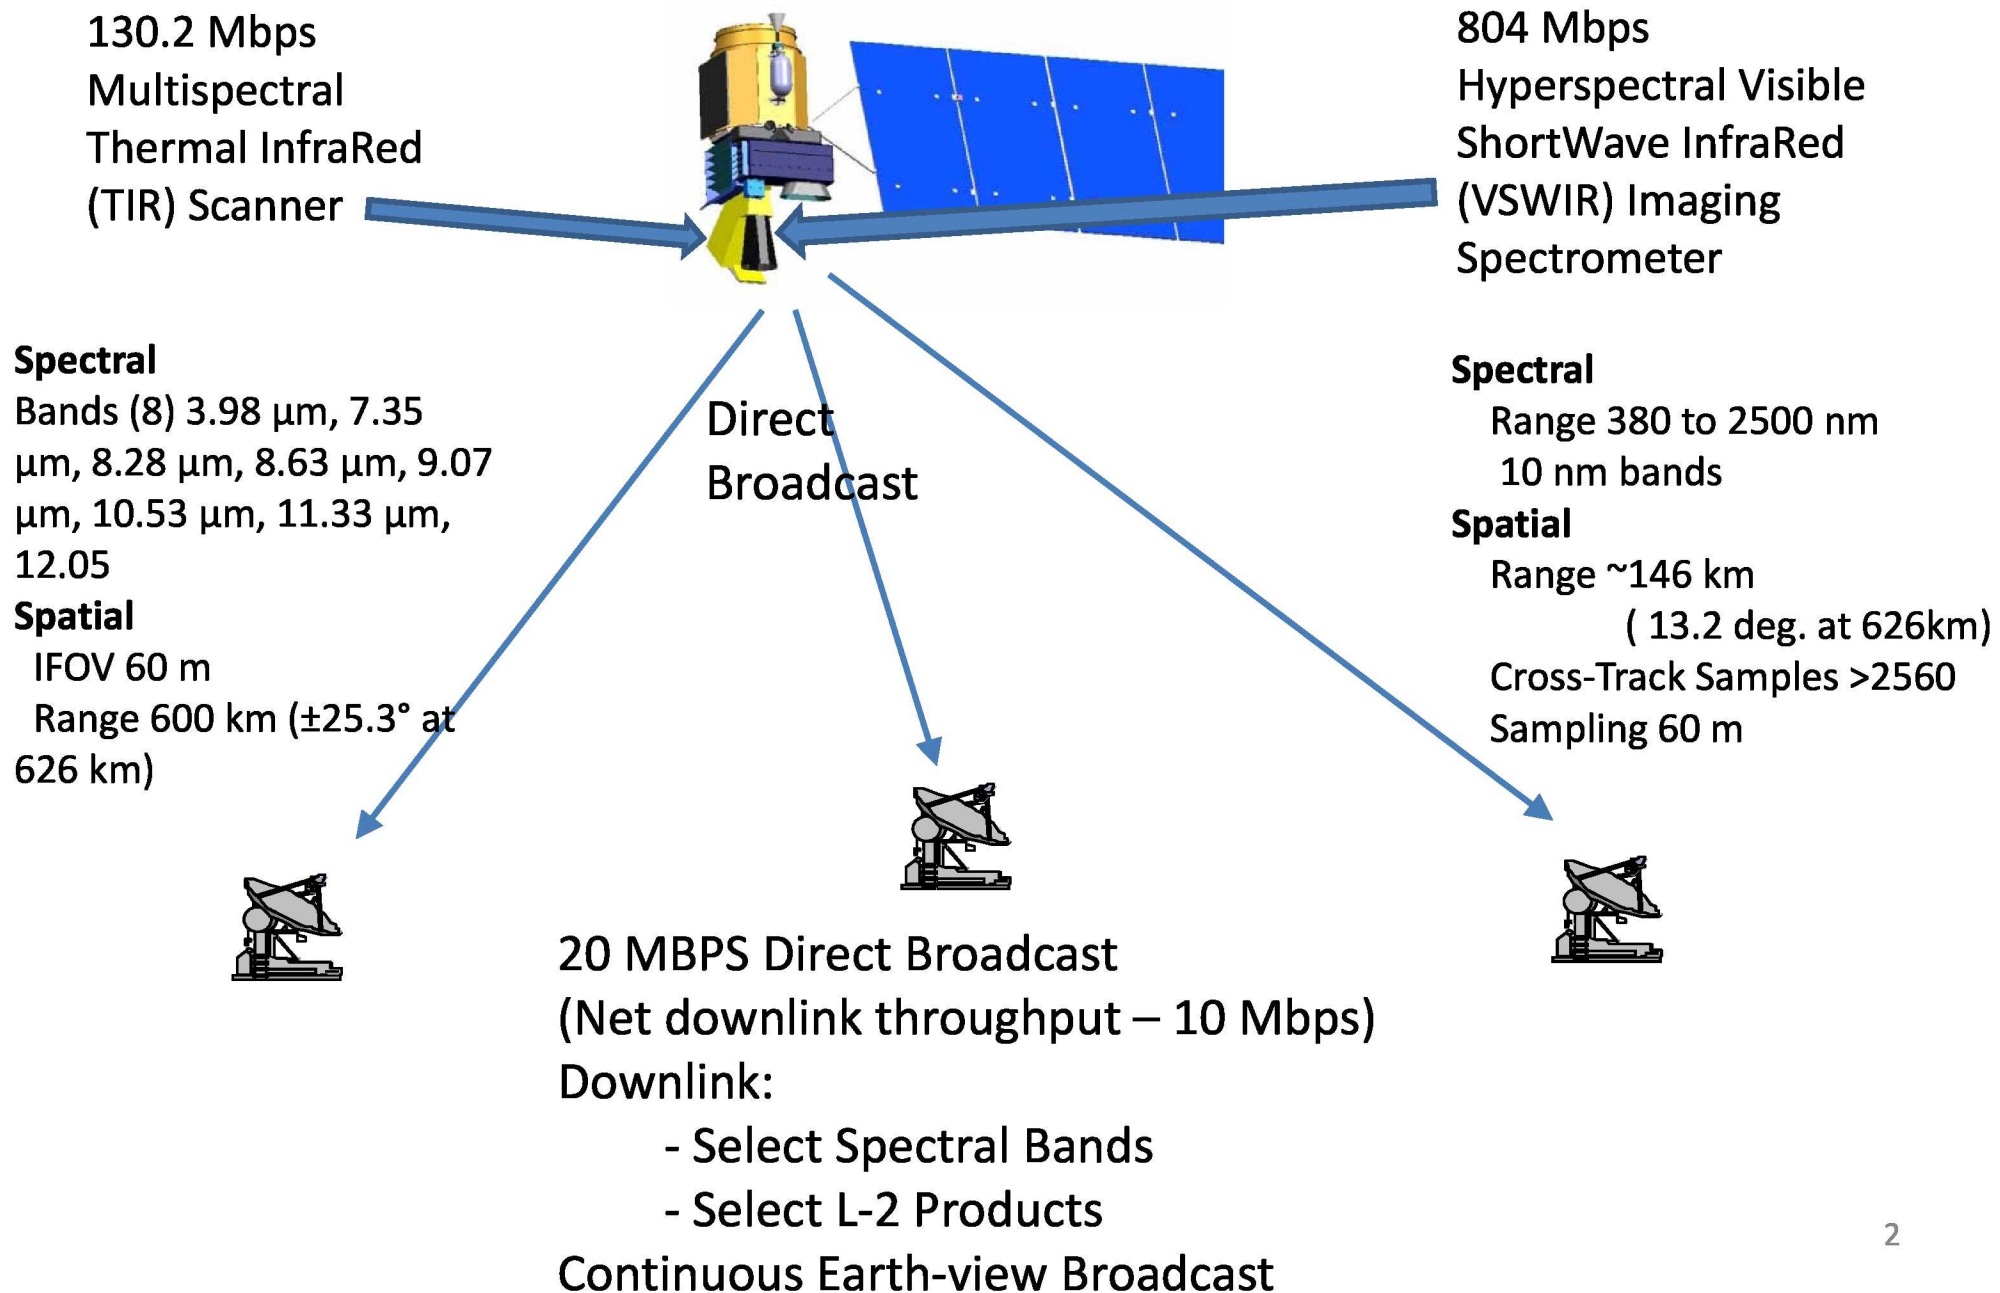 130.2 Mbps
Multispectral
Thermal InfraRed
(TIR) Scanner
804 Mbps
Hyperspectral Visible
ShortWave InfraRed
(VSWIR) Imaging
Spectrometer
Spectral
Bands (8) 3.98 µm, 7.35
µm, 8.28 µm, 8.63 µm, 9.07
µm, 10.53 µm, 11.33 µm,
12.05
Spatial
IFOV 60 m
Range 600 km (±25.3° at
626 km)
Direct
Broadcast
Spectral
Range 380 to 2500 nm
10 nm bands
Spatial
Range ~146 km
( 13.2 deg. at 626km)
Cross-Track Samples >2560
Sampling 60 m
20 MBPS Direct Broadcast
(Net downlink throughput – 10 Mbps)
Downlink:
- Select Spectral Bands
- Select L-2 Products
Continuous Earth-view Broadcast
2